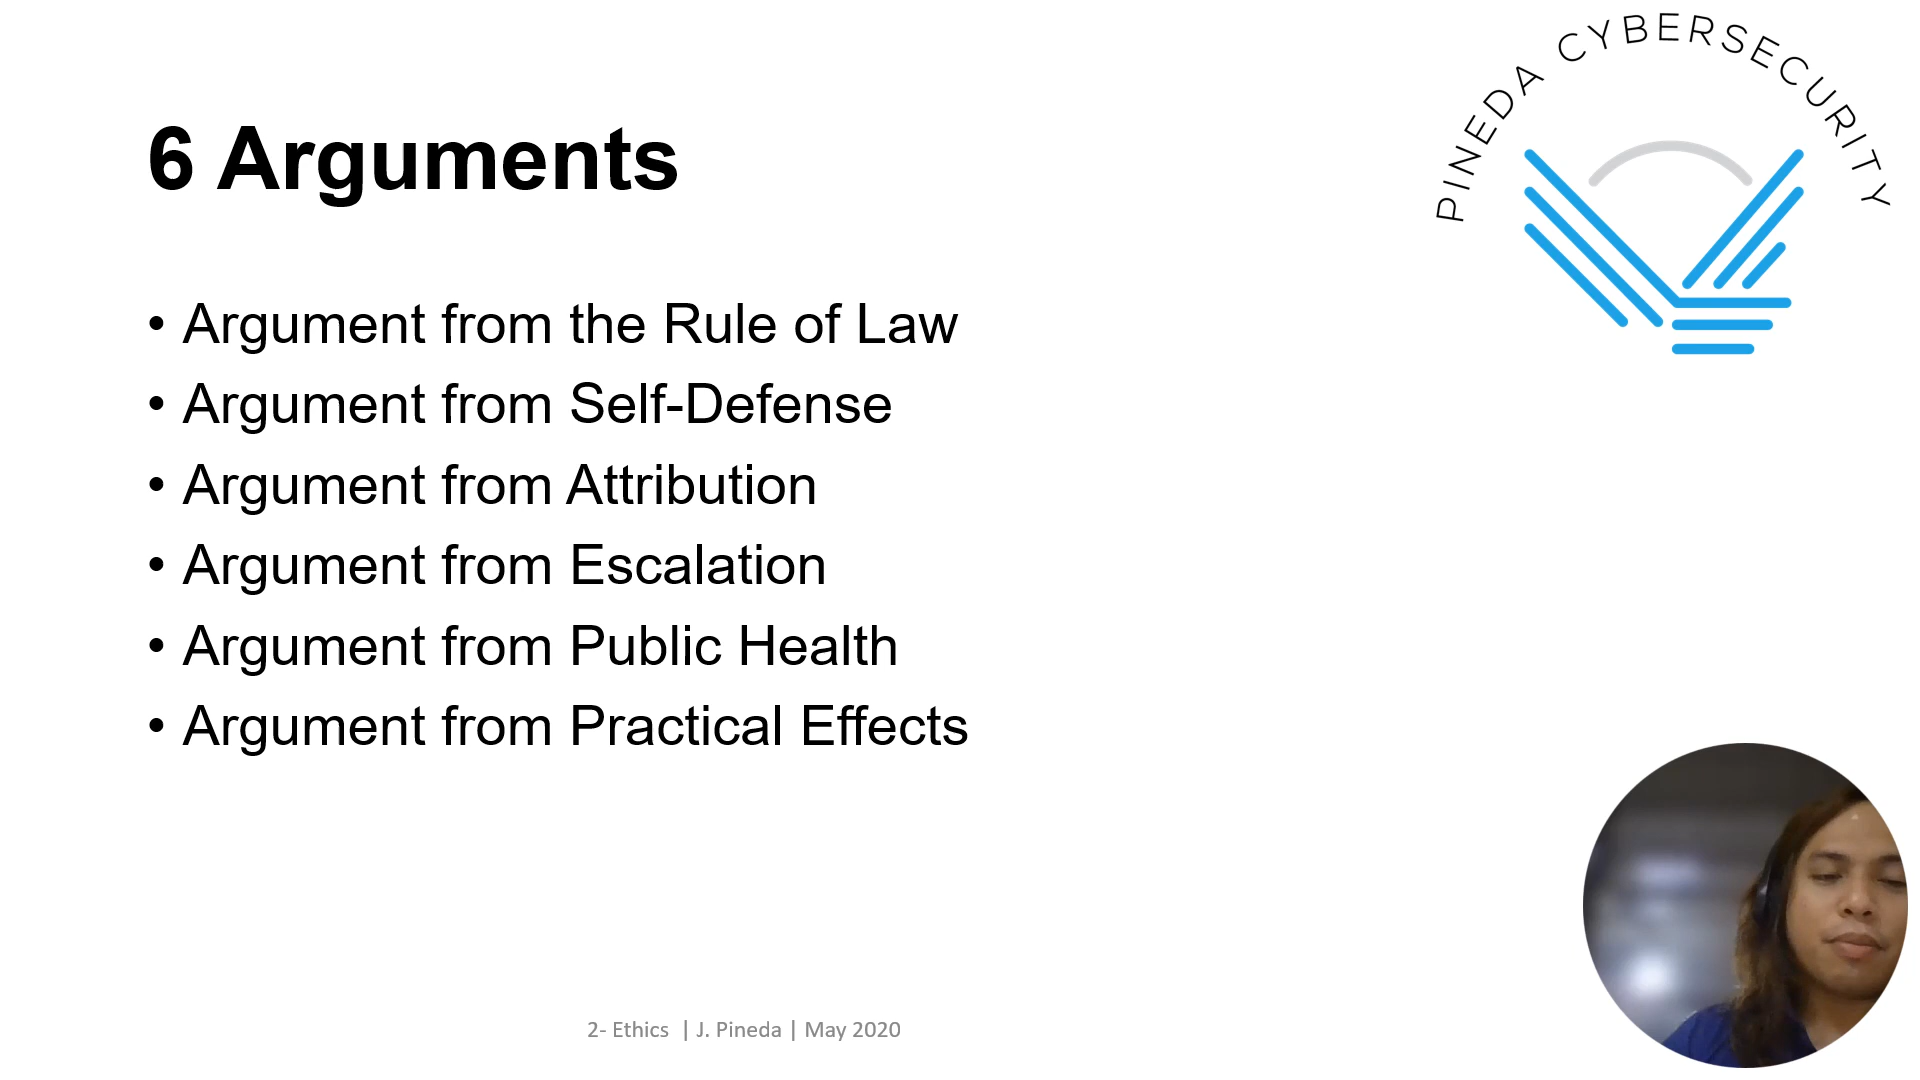 PINEDA CYBERSECURITY
6 Arguments
• Argument from the Rule of Law
• Argument from Self-Defense
• Argument from Attribution
• Argument from Escalation
• Argument from Public Health
• Argument from Practical Effects
2- Ethics | J. Pineda | May 2020